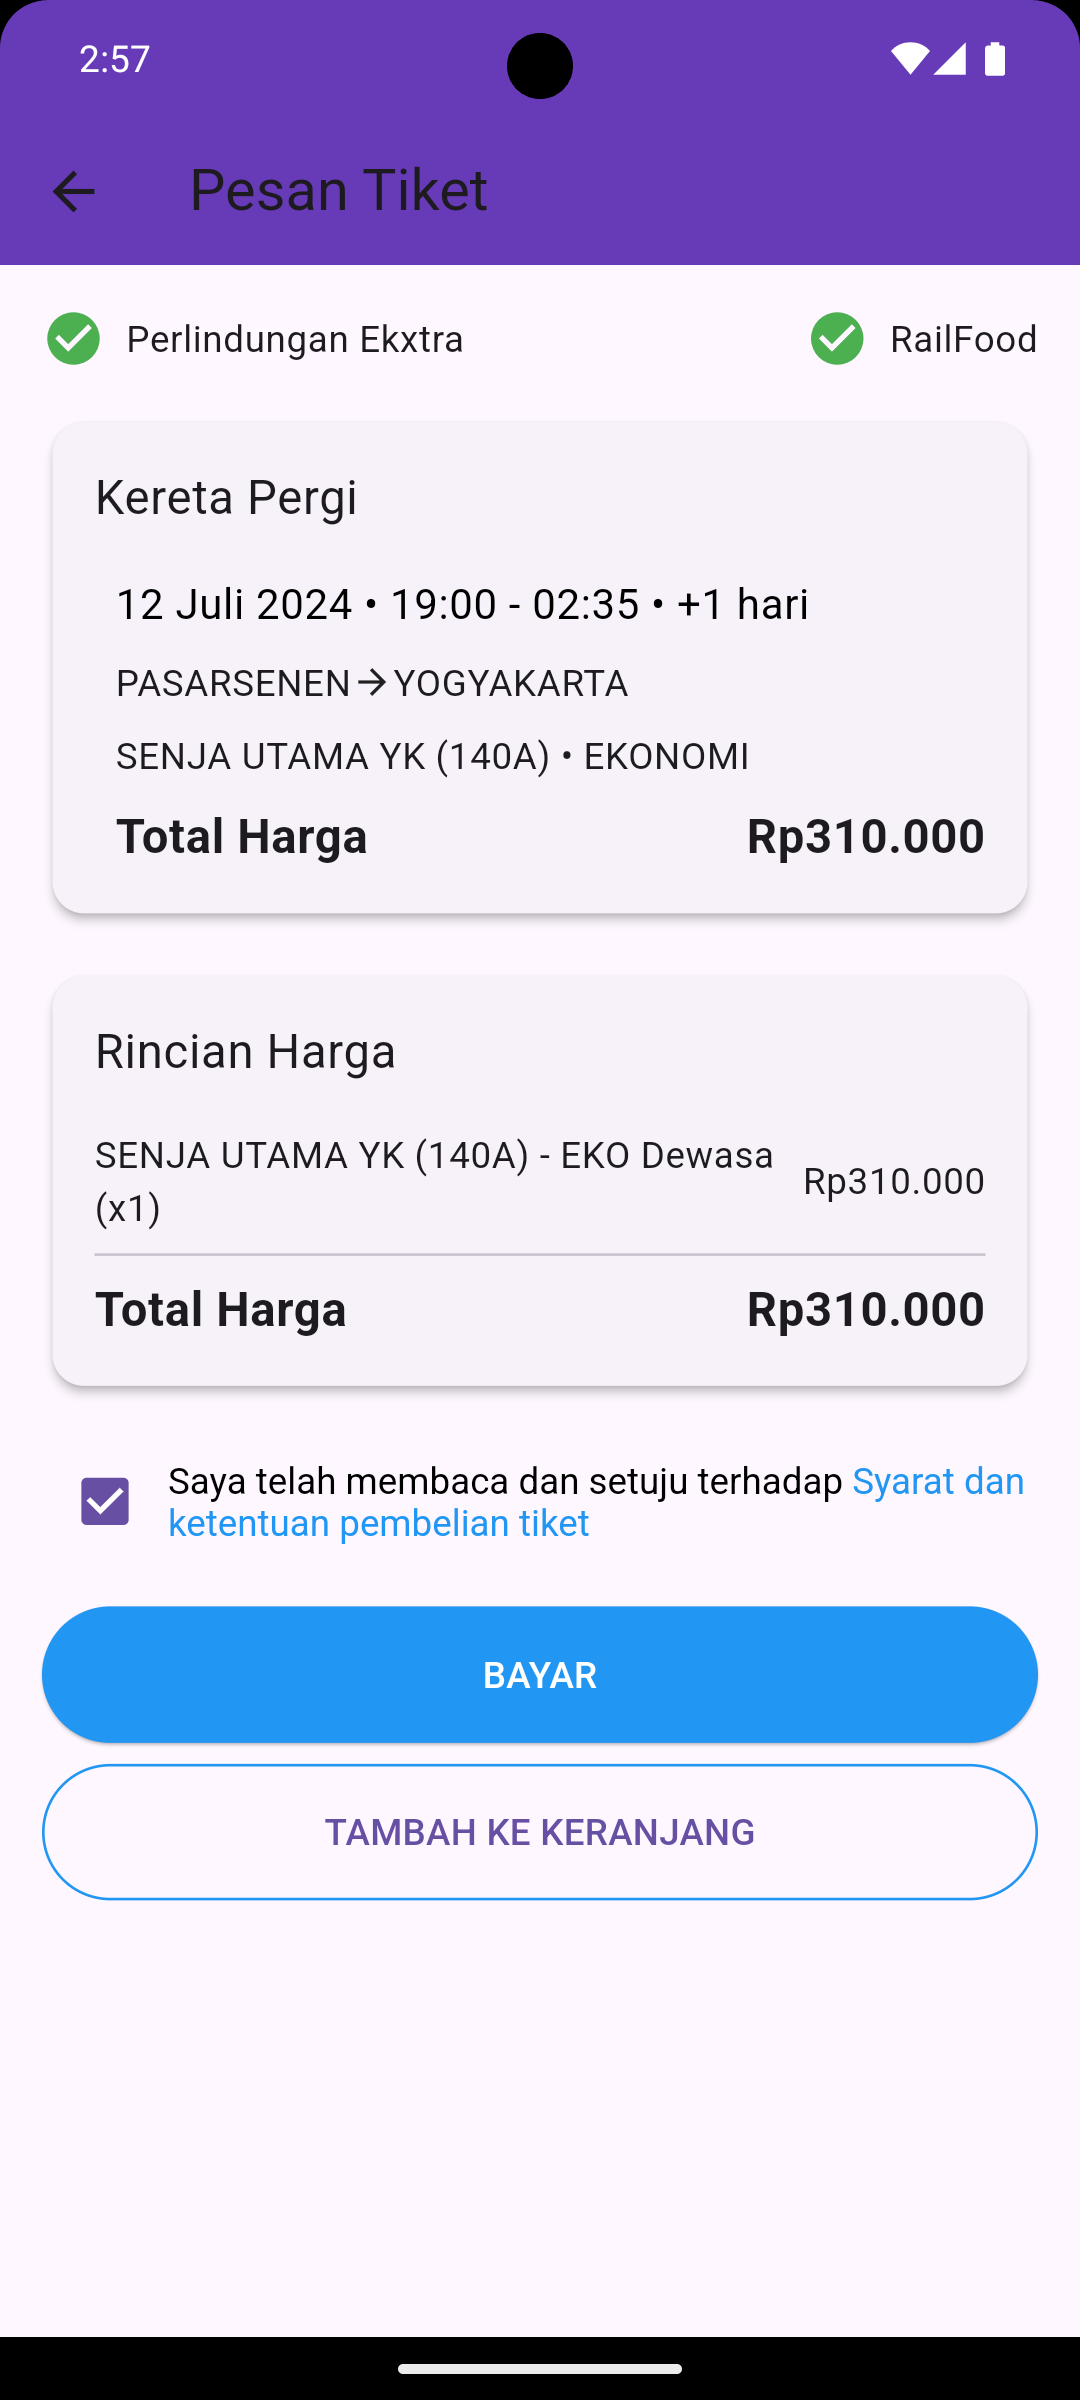 2:57
Pesan Tiket
Perlindungan Ekxtra
RailFood
Kereta Pergi
12 Juli 2024 • 19:00 - 02:35 • +1 hari
PASARSENEN → YOGYAKARTA
SENJA UTAMA YK (140A) • EKONOMI
Total Harga Rp310.000
Rincian Harga
SENJA UTAMA YK (140A) - EKO Dewasa
(x1)
Rp310.000
Total Harga Rp310.000
Saya telah membaca dan setuju terhadap Syarat dan
ketentuan pembelian tiket
BAYAR
TAMBAH KE KERANJANG